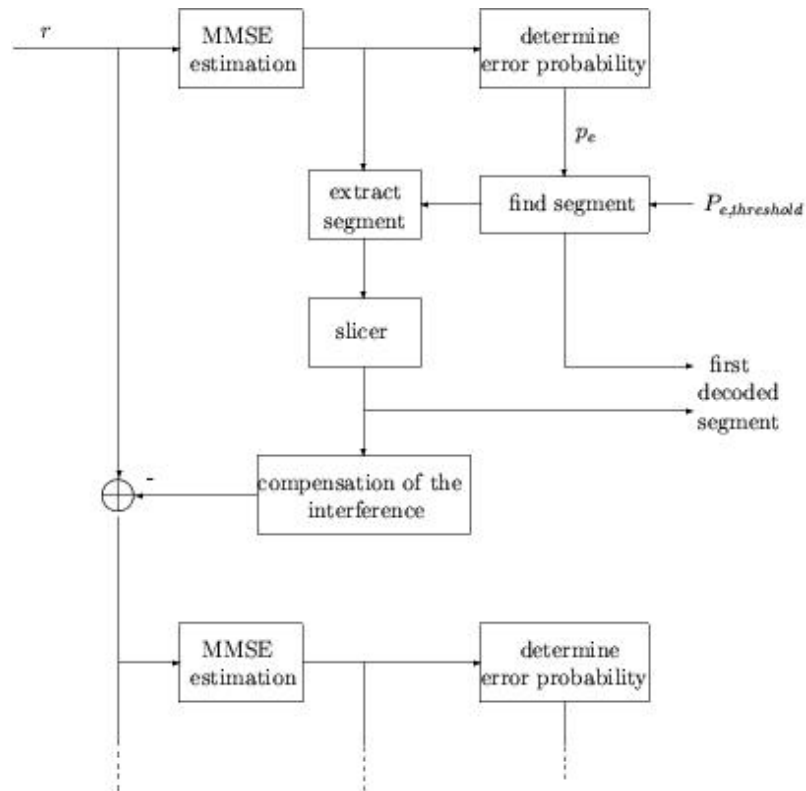 r
MMSE
estimation
determine
error probability
p_e
extract
segment
find segment
P_{e,threshold}
slicer
first
decoded
segment
-
compensation of the
interference
MMSE
estimation
determine
error probability